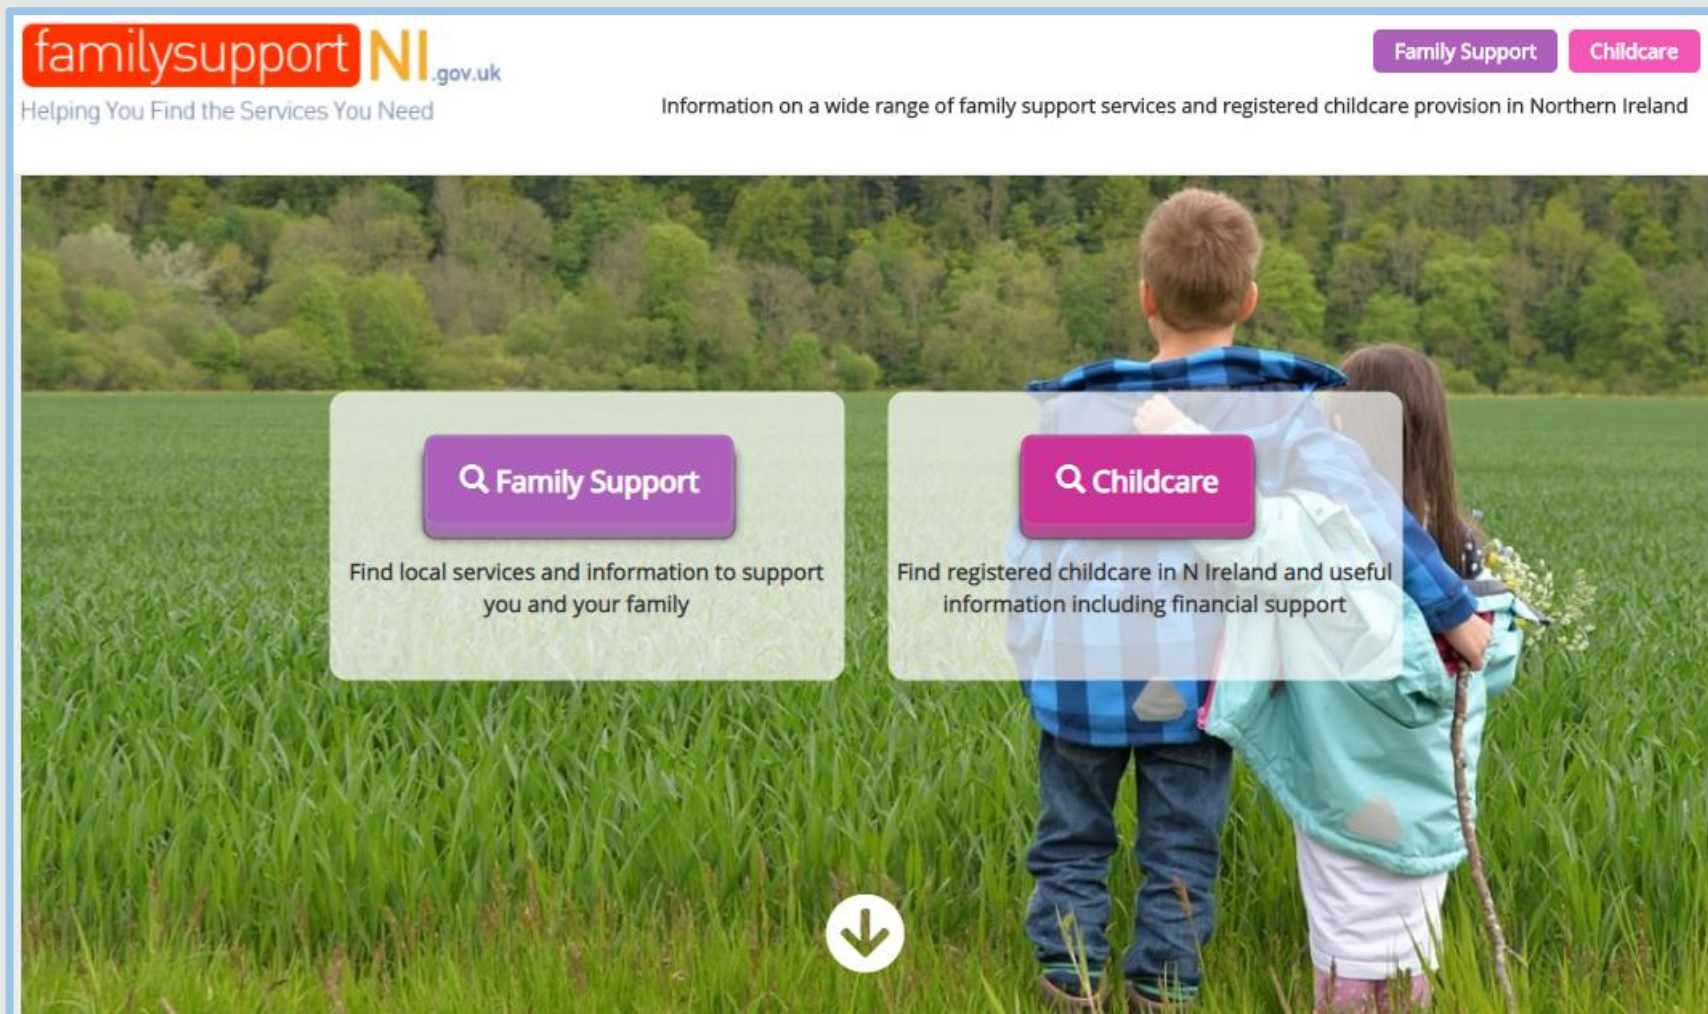 familysupport NI .gov.uk
Helping You Find the Services You Need
Family Support
Childcare
Information on a wide range of family support services and registered childcare provision in Northern Ireland
Family Support
Find local services and information to support
you and your family
Childcare
Find registered childcare in N Ireland and useful
information including financial support